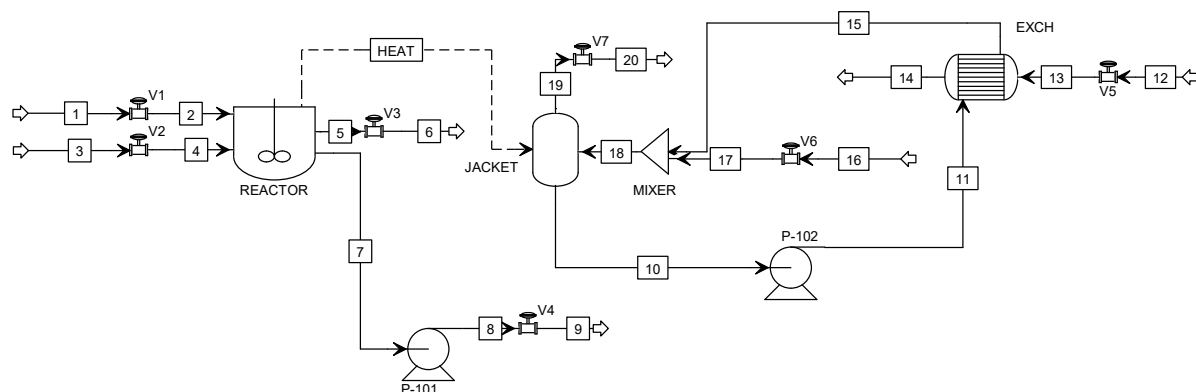 15
EXCH
V7
HEAT
20
14
13
12
V5
19
V1
1
2
V3
V2
5
6
V6
3
4
18
17
16
JACKET
REACTOR
MIXER
11
P-102
7
10
V4
8
9
P-101